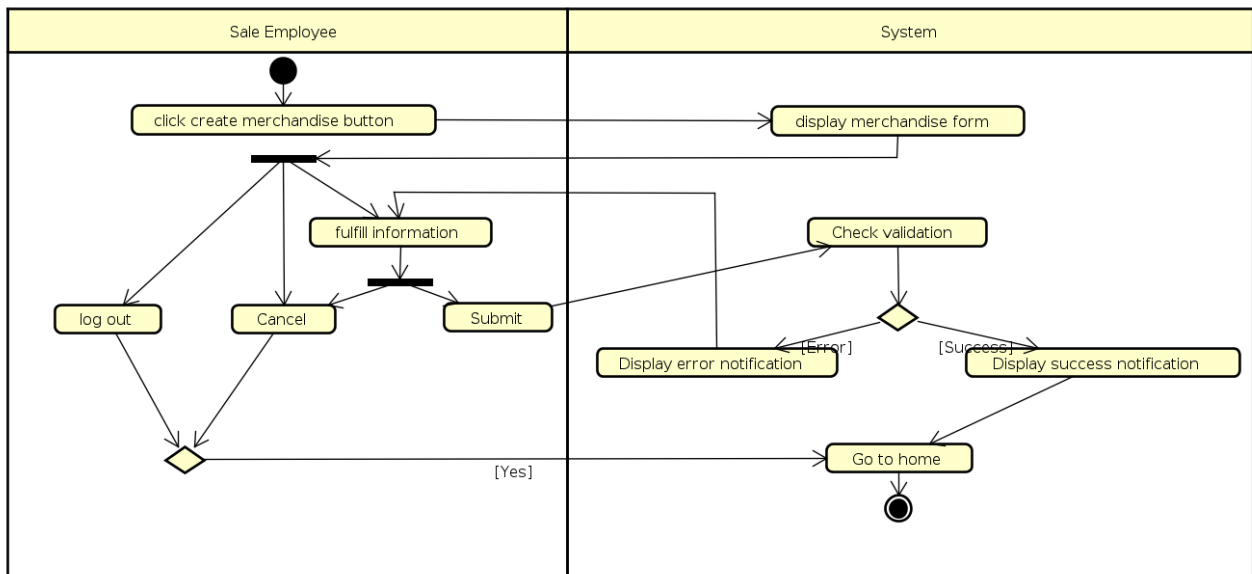 Sale Employee
System
click create merchandise button
display merchandise form
fulfill information
Check validation
log out
Cancel
Submit
[Error]
[Success]
Display error notification
Display success notification
Go to home
[Yes]